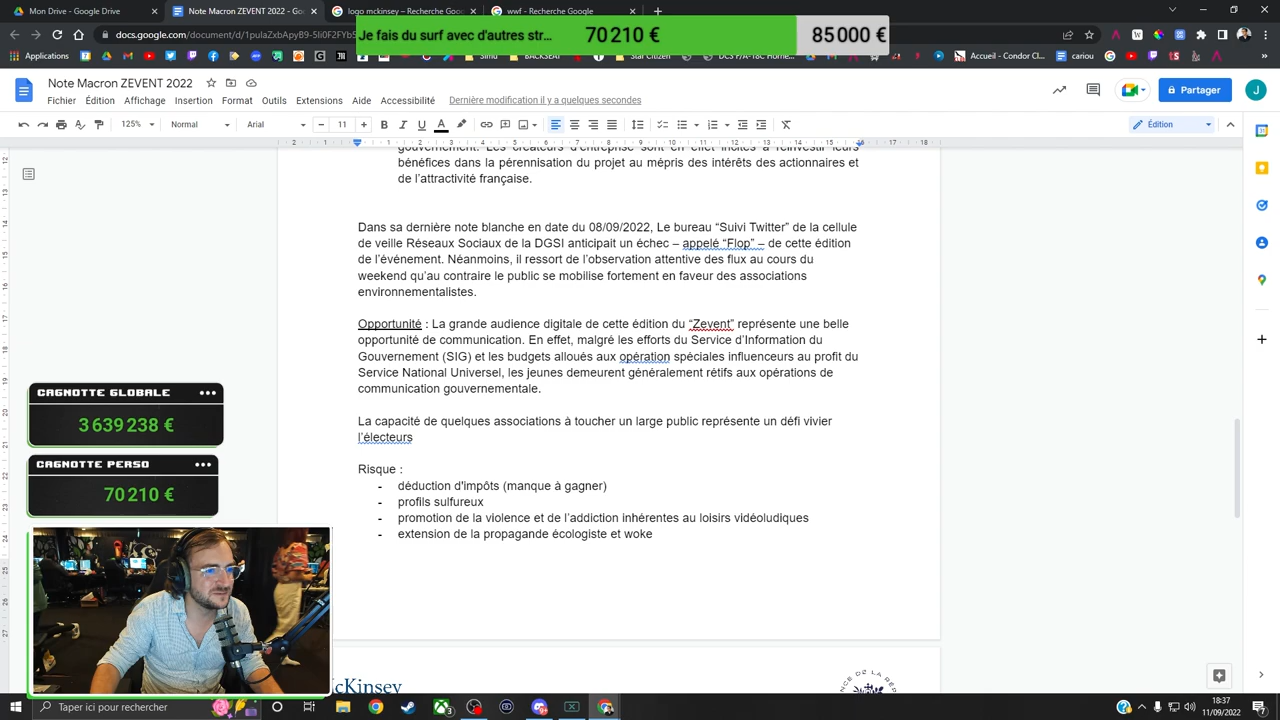 Mon Drive - Google Drive
Note Macron ZEVENT 2022 - Goo
logo mckinsey - Recherche Google
wwf - Recherche Google
Je fais du surf avec d'autres str...
70 210 €
85 000 €
Applications
BACKSEAT
Star Citizen
Accueil - Condor Cl...
cariou
Note Macron ZEVENT 2022
Fichier Édition Affichage Insertion Format Outils Extensions Aide Accessibilité Dernière modification il y a quelques secondes
Partager
J
125% Normal Arial 11 Édition
bénéfices dans la pérennisation du projet au mépris des intérêts des actionnaires et
de l'attractivité française.
Dans sa dernière note blanche en date du 08/09/2022, Le bureau “Suivi Twitter” de la cellule
de veille Réseaux Sociaux de la DGSI anticipait un échec – appelé “Flop” – de cette édition
de l'événement. Néanmoins, il ressort de l'observation attentive des flux au cours du
weekend qu'au contraire le public se mobilise fortement en faveur des associations
environnementalistes.
Opportunité : La grande audience digitale de cette édition du “Zevent” représente une belle
opportunité de communication. En effet, malgré les efforts du Service d'Information du
Gouvernement (SIG) et les budgets alloués aux opération spéciales influenceurs au profit du
Service National Universel, les jeunes demeurent généralement rétifs aux opérations de
communication gouvernementale.
La capacité de quelques associations à toucher un large public représente un défi vivier
l'électeurs
Risque :
- déduction d'impôts (manque à gagner)
- profils sulfureux
- promotion de la violence et de l'addiction inhérentes au loisirs vidéoludiques
- extension de la propagande écologiste et woke
CAGNOTTE GLOBALE
3 639 238 €
CAGNOTTE PERSO
70 210 €
cKinsey
Taper ici pour rechercher
18:37
11/09/2022